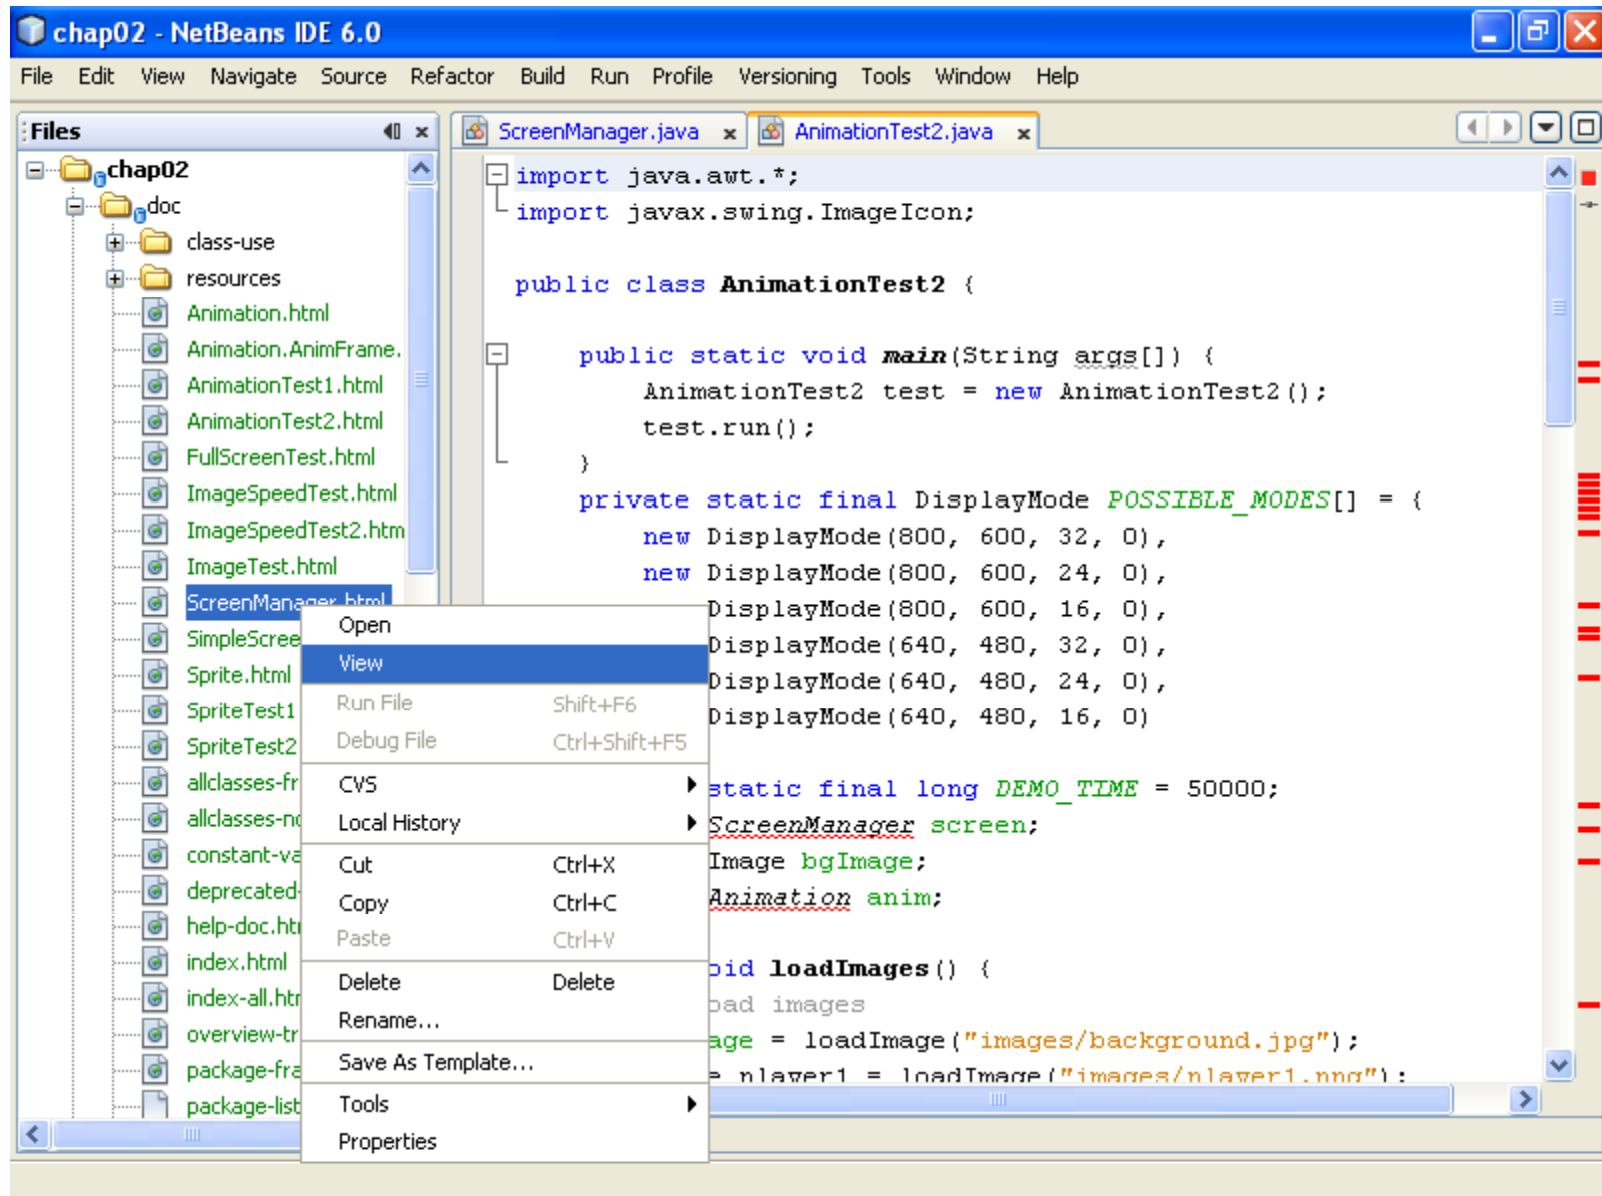 chap02 - NetBeans IDE 6.0
File Edit View Navigate Source Refactor Build Run Profile Versioning Tools Window Help
Files
chap02
doc
class-use
resources
Animation.html
Animation.AnimFrame.
AnimationTest1.html
AnimationTest2.html
FullScreenTest.html
ImageSpeedTest.html
ImageSpeedTest2.htm
ImageTest.html
ScreenManager.html
SimpleScree
Sprite.html
SpriteTest1
SpriteTest2
allclasses-fr
allclasses-no
constant-va
deprecated-
help-doc.ht
index.html
index-all.ht
overview-tr
package-fra
package-list
Open
View
Run File Shift+F6
Debug File Ctrl+Shift+F5
CVS
Local History
Cut Ctrl+X
Copy Ctrl+C
Paste Ctrl+V
Delete Delete
Rename...
Save As Template...
Tools
Properties
ScreenManager.java AnimationTest2.java
import java.awt.*;
import javax.swing.ImageIcon;
public class AnimationTest2 {
public static void main(String args[]) {
AnimationTest2 test = new AnimationTest2();
test.run();
}
private static final DisplayMode POSSIBLE_MODES[] = {
new DisplayMode(800, 600, 32, 0),
new DisplayMode(800, 600, 24, 0),
DisplayMode(800, 600, 16, 0),
DisplayMode(640, 480, 32, 0),
DisplayMode(640, 480, 24, 0),
DisplayMode(640, 480, 16, 0)
static final long DEMO_TIME = 50000;
ScreenManager screen;
Image bgImage;
Animation anim;
oid loadImages() {
oad images
age = loadImage("images/background.jpg");
e player1 = loadImage("images/player1.png");